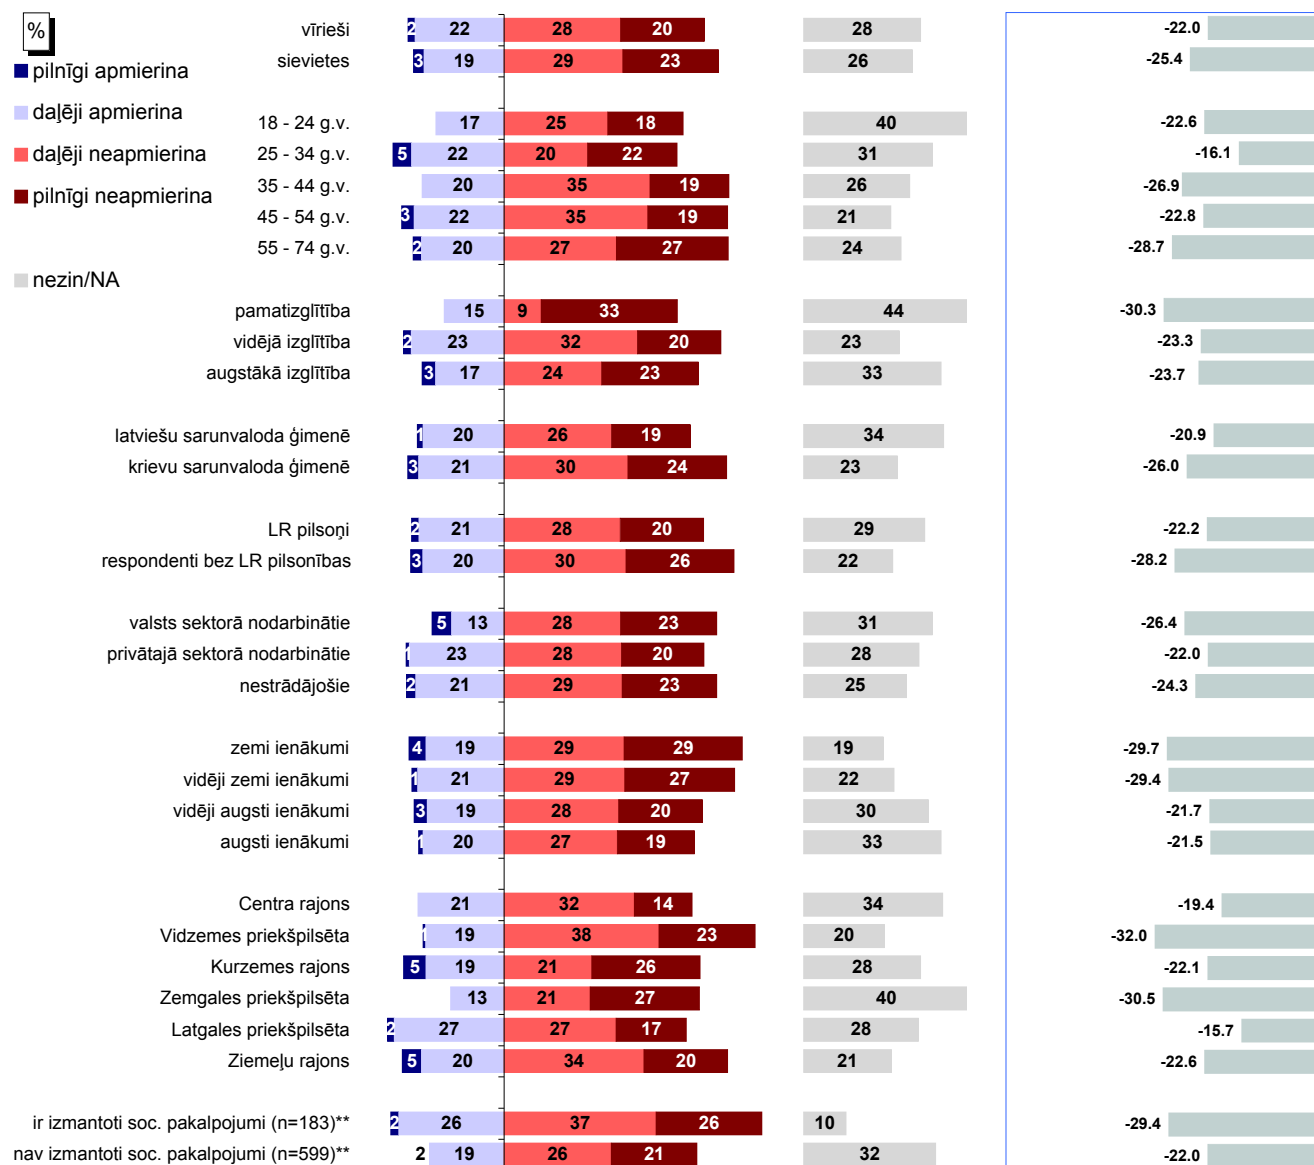 %
pilnīgi apmierina
daļēji apmierina
daļēji neapmierina
pilnīgi neapmierina
nezin/NA
vīrieši 2 22 28 20 28 -22.0
sievietes 3 19 29 23 26 -25.4
18 - 24 g.v. 17 25 18 40 -22.6
25 - 34 g.v. 5 22 20 22 31 -16.1
35 - 44 g.v. 20 35 19 26 -26.9
45 - 54 g.v. 3 22 35 19 21 -22.8
55 - 74 g.v. 2 20 27 27 24 -28.7
pamatizglītība 15 9 33 44 -30.3
vidējā izglītība 2 23 32 20 23 -23.3
augstākā izglītība 3 17 24 23 33 -23.7
latviešu sarunvaloda ģimenē 1 20 26 19 34 -20.9
krievu sarunvaloda ģimenē 3 21 30 24 23 -26.0
LR pilsoņi 2 21 28 20 29 -22.2
respondenti bez LR pilsonības 3 20 30 26 22 -28.2
valsts sektorā nodarbinātie 5 13 28 23 31 -26.4
privātajā sektorā nodarbinātie 1 23 28 20 28 -22.0
nestrādājošie 2 21 29 23 25 -24.3
zemi ienākumi 4 19 29 29 19 -29.7
vidēji zemi ienākumi 1 21 29 27 22 -29.4
vidēji augsti ienākumi 3 19 28 20 30 -21.7
augsti ienākumi 1 20 27 19 33 -21.5
Centra rajons 21 32 14 34 -19.4
Vidzemes priekšpilsēta 1 19 38 23 20 -32.0
Kurzemes rajons 5 19 21 26 28 -22.1
Zemgales priekšpilsēta 13 21 27 40 -30.5
Latgales priekšpilsēta 2 27 27 17 28 -15.7
Ziemeļu rajons 5 20 34 20 21 -22.6
ir izmantoti soc. pakalpojumi (n=183)** 2 26 37 26 10 -29.4
nav izmantoti soc. pakalpojumi (n=599)** 2 19 26 21 32 -22.0